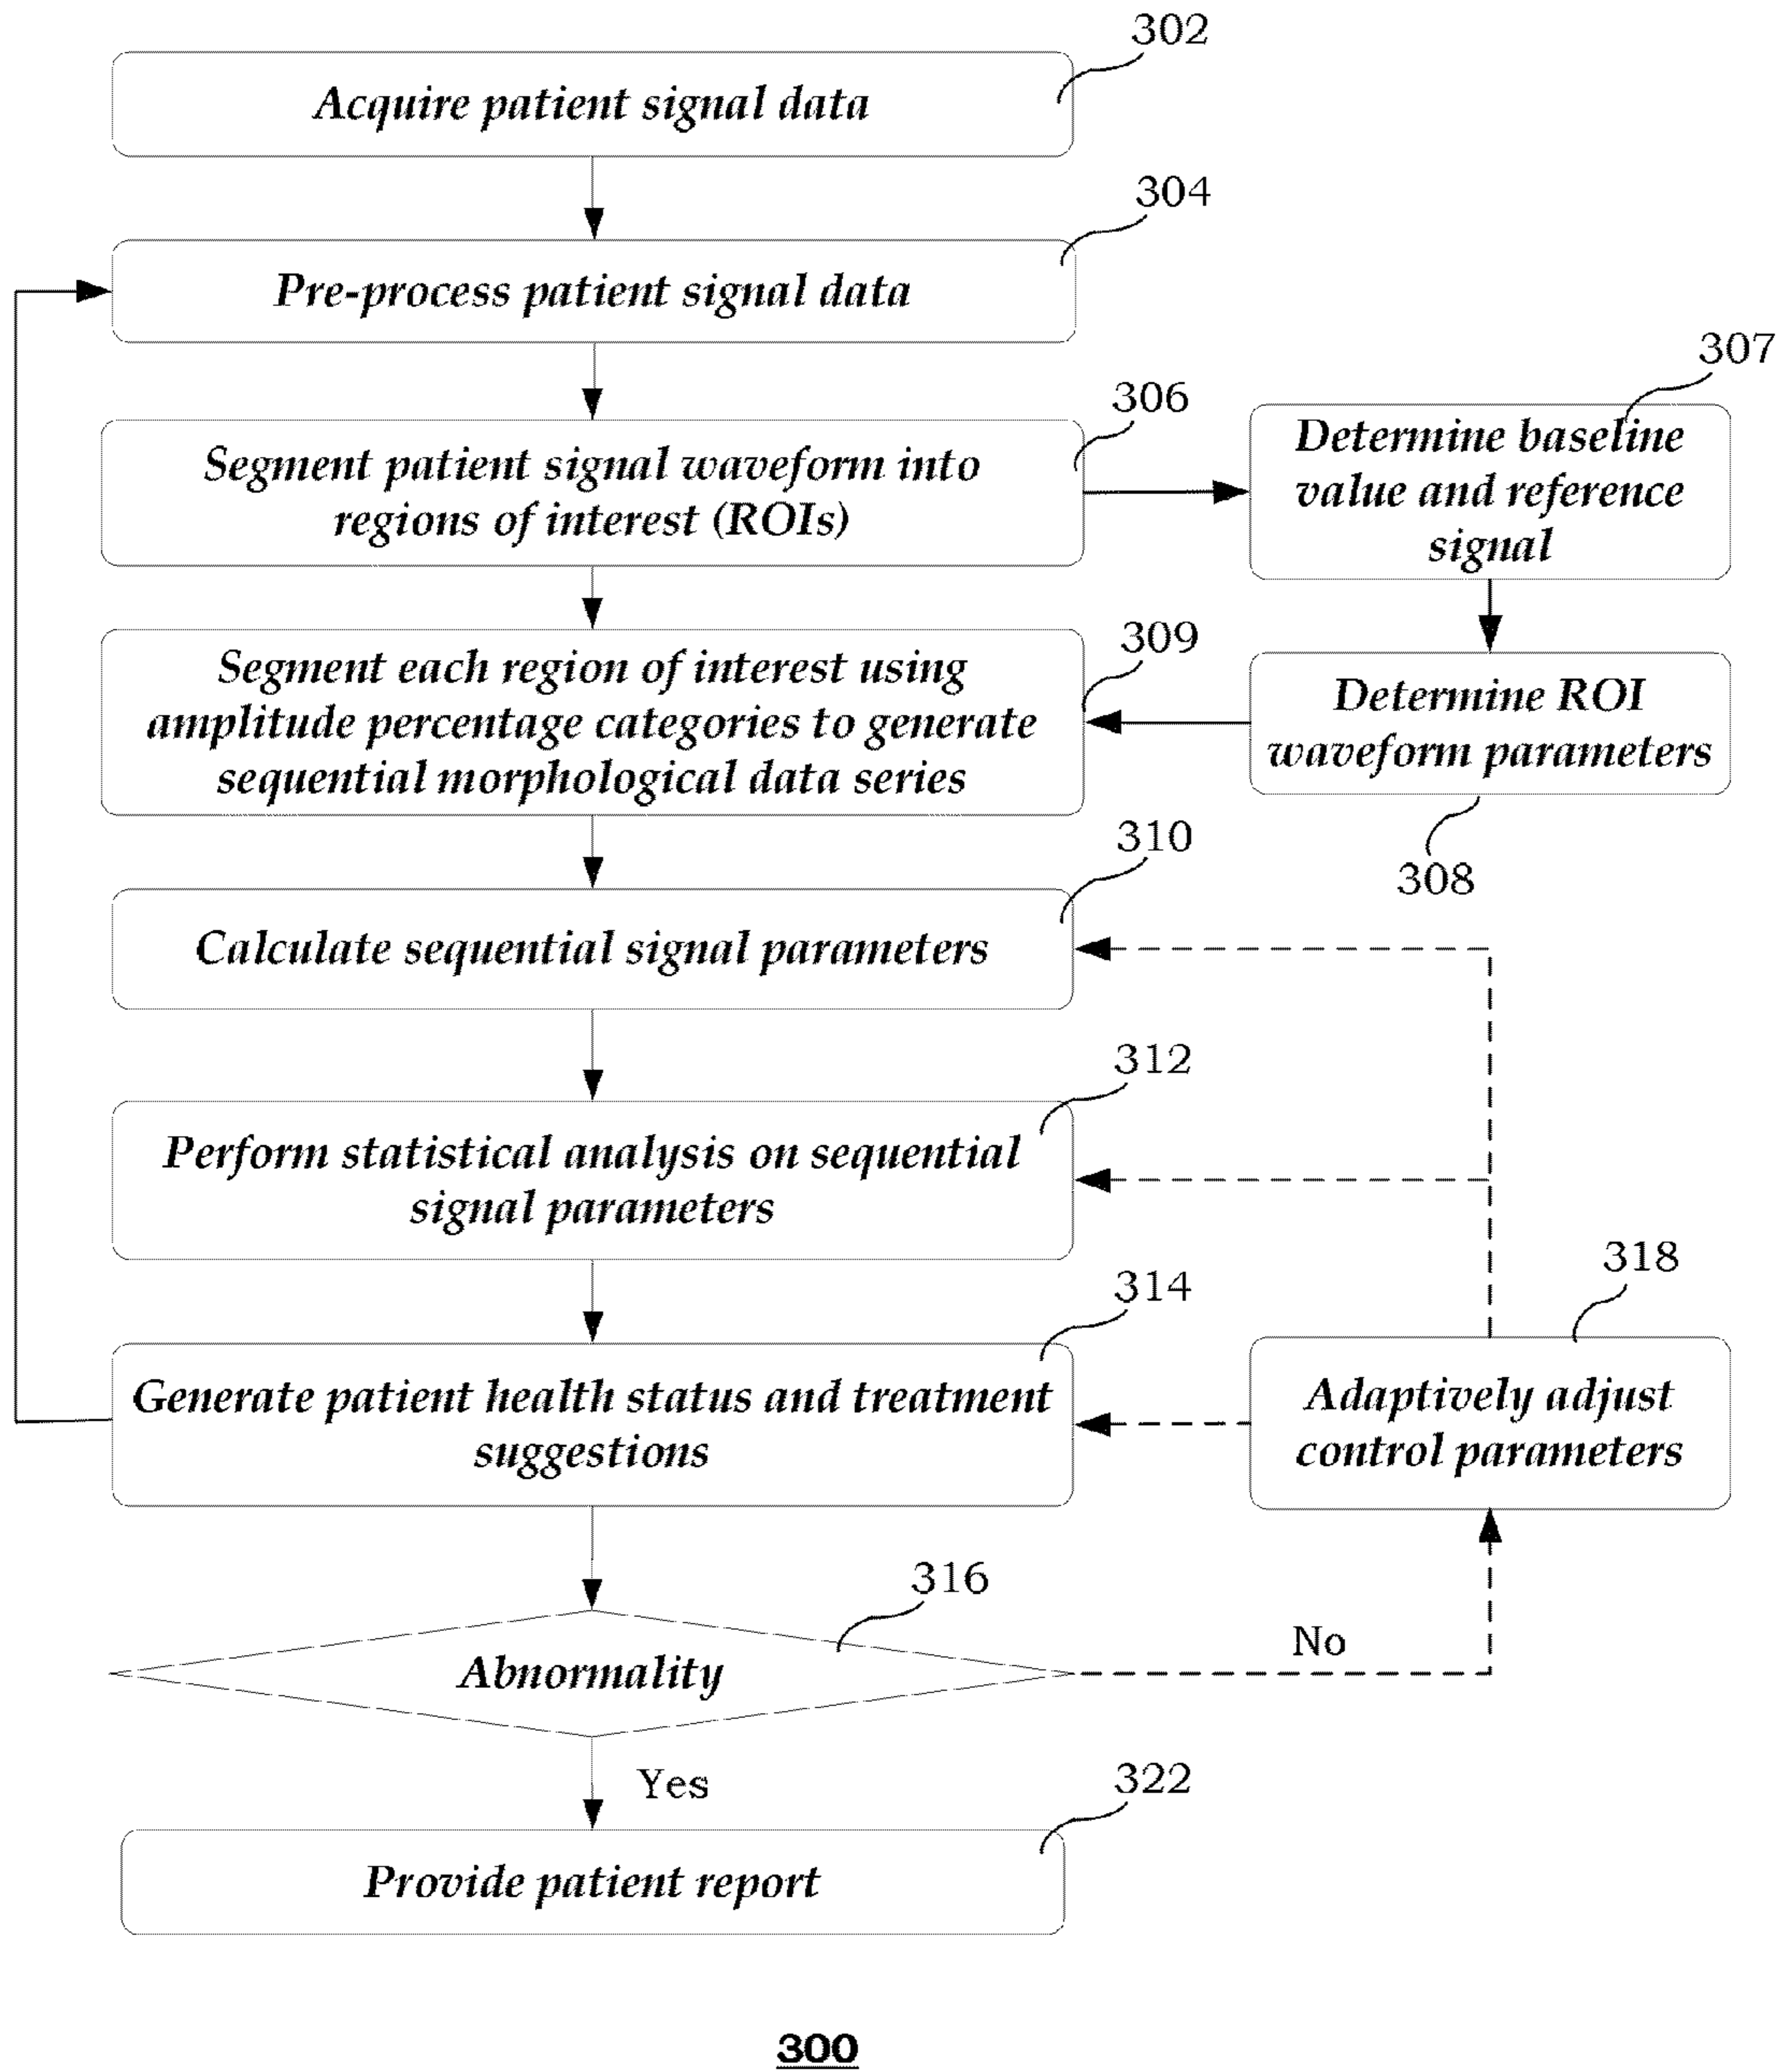 302
Acquire patient signal data
304
Pre-process patient signal data
306
Segment patient signal waveform into
regions of interest (ROIs)
307
Determine baseline
value and reference
signal
309
Segment each region of interest using
amplitude percentage categories to generate
sequential morphological data series
Determine ROI
waveform parameters
308
310
Calculate sequential signal parameters
312
Perform statistical analysis on sequential
signal parameters
314
Generate patient health status and treatment
suggestions
318
Adaptively adjust
control parameters
316
Abnormality
No
Yes
322
Provide patient report
300